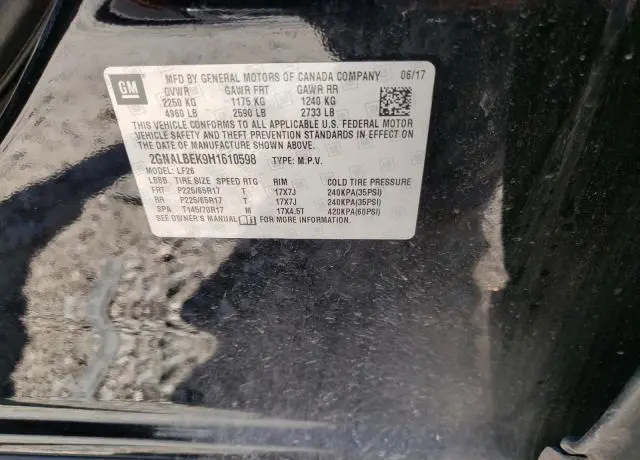 GM
MFD BY GENERAL MOTORS OF CANADA COMPANY 06/17
GVWR GAWR FRT GAWR RR
2250 KG 1175 KG 1240 KG
4960 LB 2590 LB 2733 LB
THIS VEHICLE CONFORMS TO ALL APPLICABLE U.S. FEDERAL MOTOR
VEHICLE SAFETY AND THEFT PREVENTION STANDARDS IN EFFECT ON
THE DATE OF MANUFACTURE SHOWN ABOVE.
2GNALBEK9H1610598 TYPE: M.P.V.
MODEL: LF26
LBBB TIRE SIZE SPEED RTG RIM COLD TIRE PRESSURE
FRT P225/65R17 T 17X7J 240KPA(35PSI)
RR P225/65R17 T 17X7J 240KPA(35PSI)
SPA T145/70R17 M 17X4.5T 420KPA(60PSI)
SEE OWNER'S MANUAL FOR MORE INFORMATION.